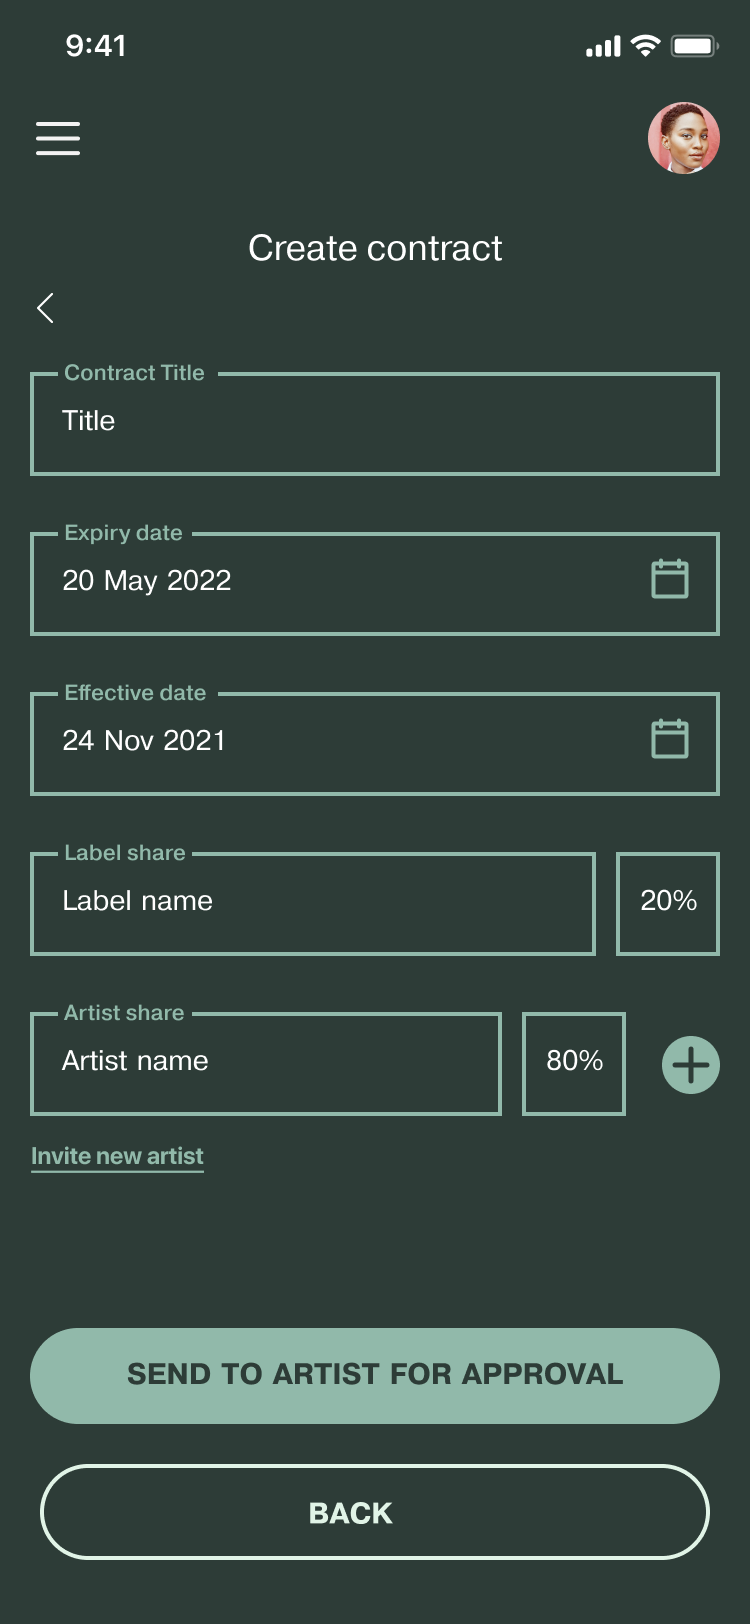 9:41
Create contract
Contract Title
Title
Expiry date
20 May 2022
Effective date
24 Nov 2021
Label share
Label name
20%
Artist share
Artist name
80%
Invite new artist
SEND TO ARTIST FOR APPROVAL
BACK